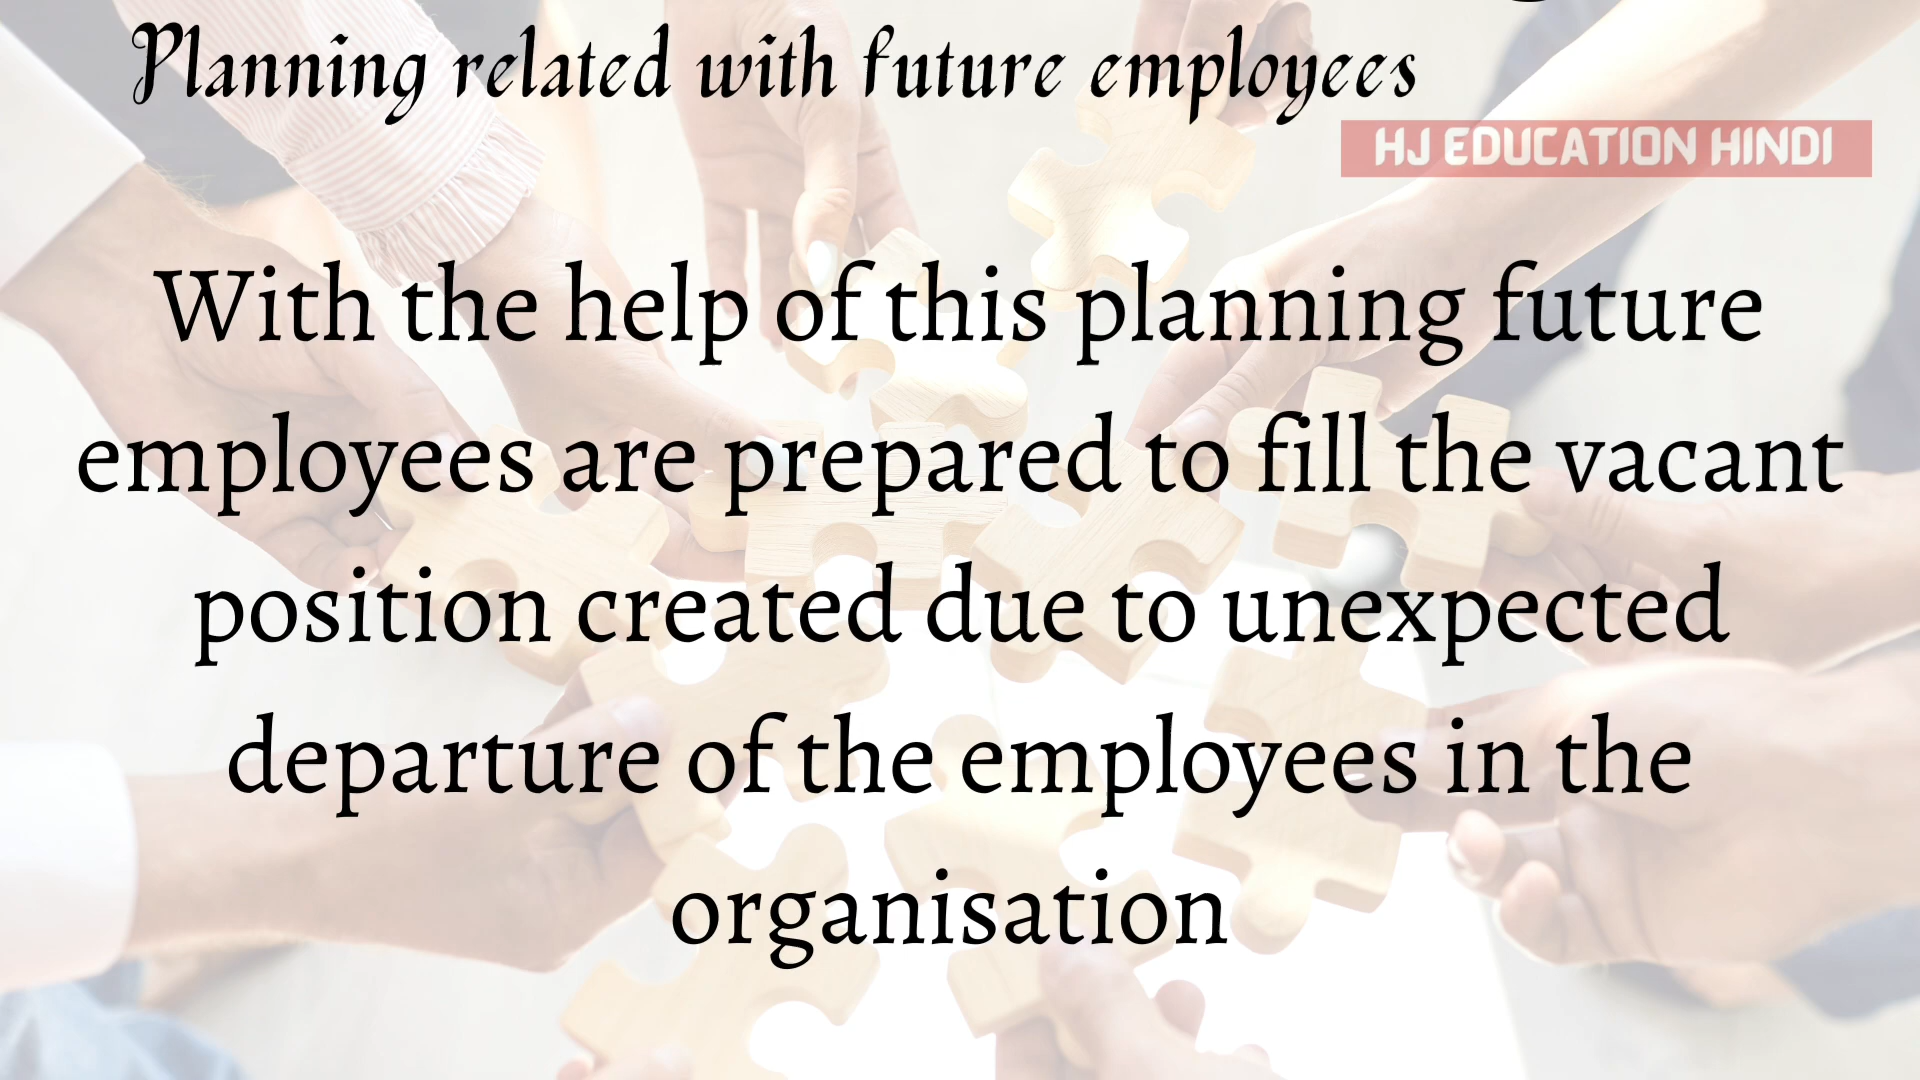 Planning related with future employees
HJ EDUCATION HINDI
With the help of this planning future
employees are prepared to fill the vacant
position created due to unexpected
departure of the employees in the
organisation